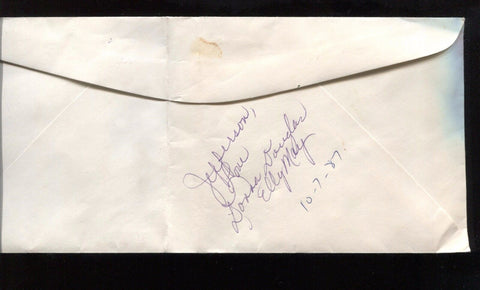 Jefferson,
Love
Donna Douglas
Elly May
10-7-87.